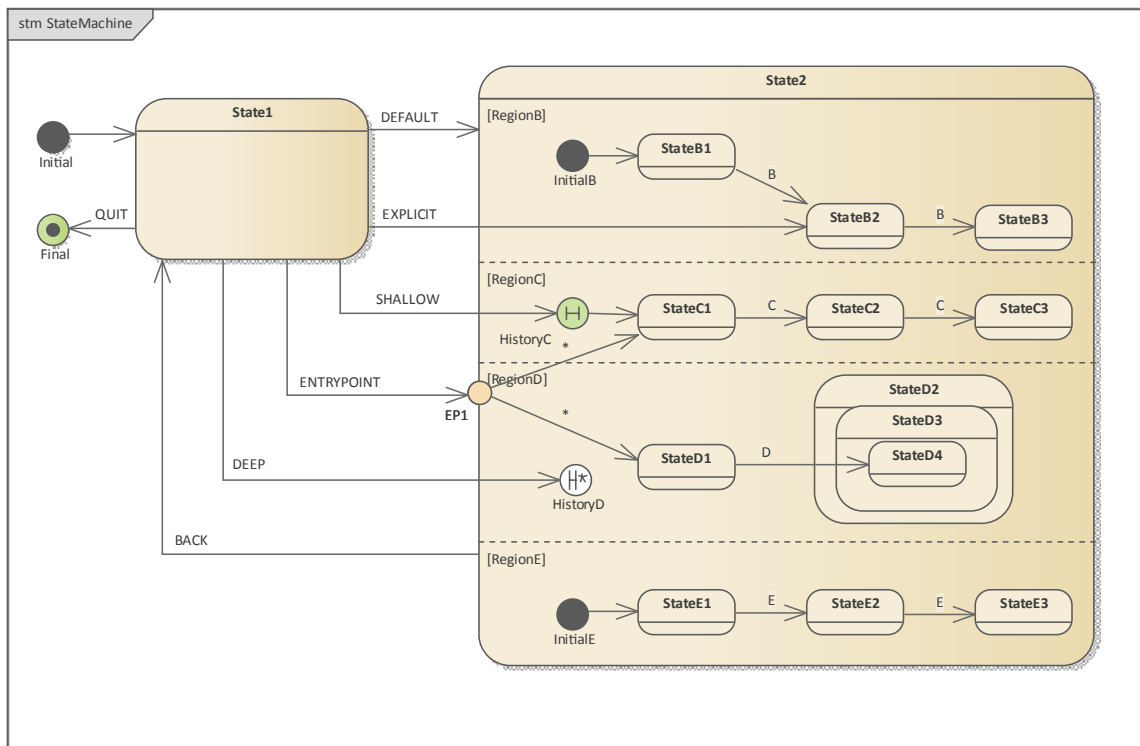 stm StateMachine
State2
State1
[RegionB]
DEFAULT
Initial
StateB1
InitialB
B
QUIT
EXPLICIT
StateB2
B
StateB3
Final
[RegionC]
SHALLOW
StateC1
C
StateC2
C
StateC3
HistoryC
*
ENTRYPOINT
[RegionD]
EP1
*
StateD2
StateD3
StateD1
D
StateD4
DEEP
H*
HistoryD
BACK
[RegionE]
StateE1
E
StateE2
E
StateE3
InitialE
H